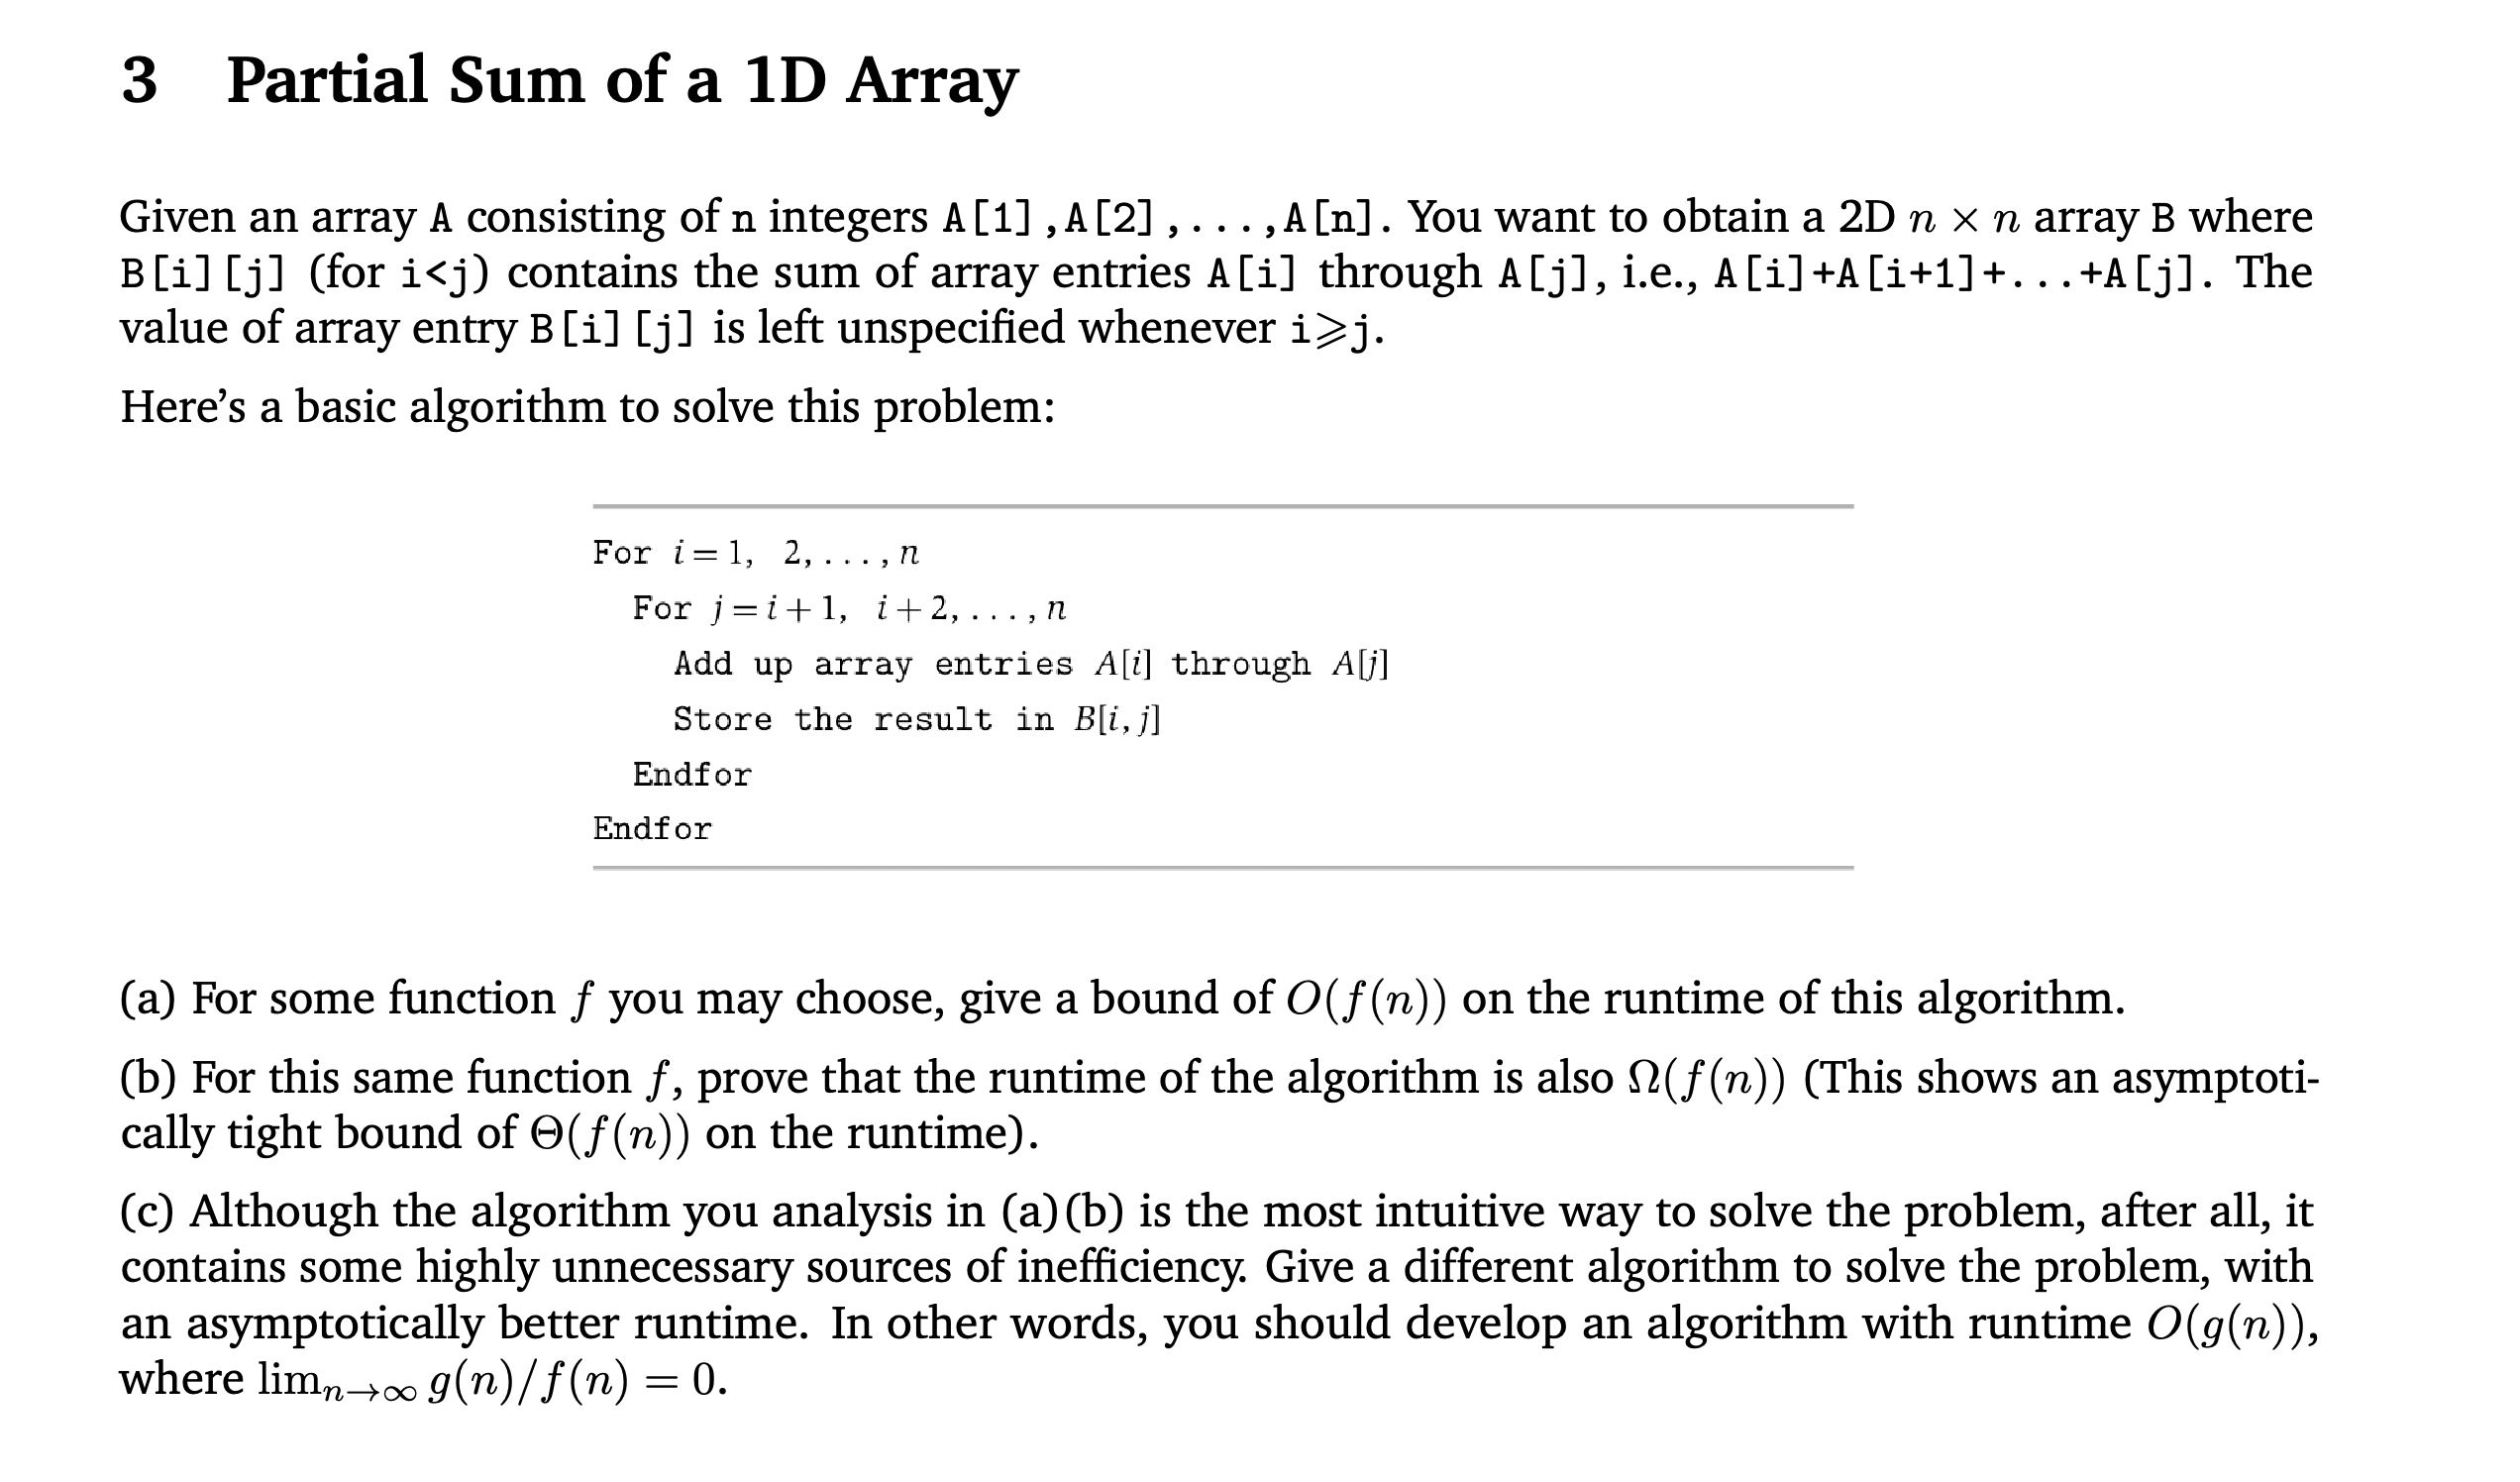 3 Partial Sum of a 1D Array
Given an array A consisting of n integers A[1],A[2],...,A[n]. You want to obtain a 2D n × n array B where
B[i][j] (for i<j) contains the sum of array entries A[i] through A[j], i.e., A[i]+A[i+1]+...+A[j]. The
value of array entry B[i][j] is left unspecified whenever i⩾j.
Here's a basic algorithm to solve this problem:
For i = 1, 2, . . . , n
For j = i + 1, i + 2, . . . , n
Add up array entries A[i] through A[j]
Store the result in B[i, j]
Endfor
Endfor
(a) For some function f you may choose, give a bound of O(f(n)) on the runtime of this algorithm.
(b) For this same function f, prove that the runtime of the algorithm is also Ω(f(n)) (This shows an asymptoti-
cally tight bound of Θ(f(n)) on the runtime).
(c) Although the algorithm you analysis in (a)(b) is the most intuitive way to solve the problem, after all, it
contains some highly unnecessary sources of inefficiency. Give a different algorithm to solve the problem, with
an asymptotically better runtime. In other words, you should develop an algorithm with runtime O(g(n)),
where limₙ→∞ g(n)/f(n) = 0.